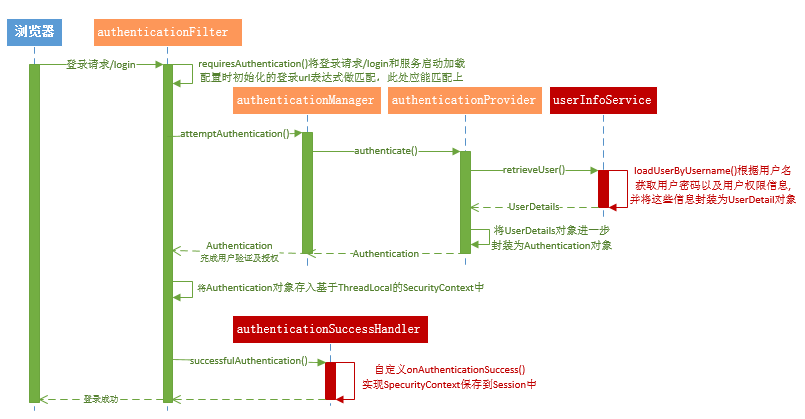 浏览器
authenticationFilter
登录请求/login
requiresAuthentication()将登录请求/login和服务启动加载
配置时初始化的登录url表达式做匹配，此处应能匹配上
authenticationManager
authenticationProvider
userInfoService
attemptAuthentication()
authenticate()
retrieveUser()
loadUserByUsername()根据用户名
获取用户密码以及用户权限信息,
并将这些信息封装为UserDetail对象
UserDetails
将UserDetails对象进一步
封装为Authentication对象
Authentication
完成用户验证及授权
Authentication
将Authentication对象存入基于ThreadLocal的SecurityContext中
authenticationSuccessHandler
successfulAuthentication()
自定义onAuthenticationSuccess()
实现SpecurityContext保存到Session中
登录成功